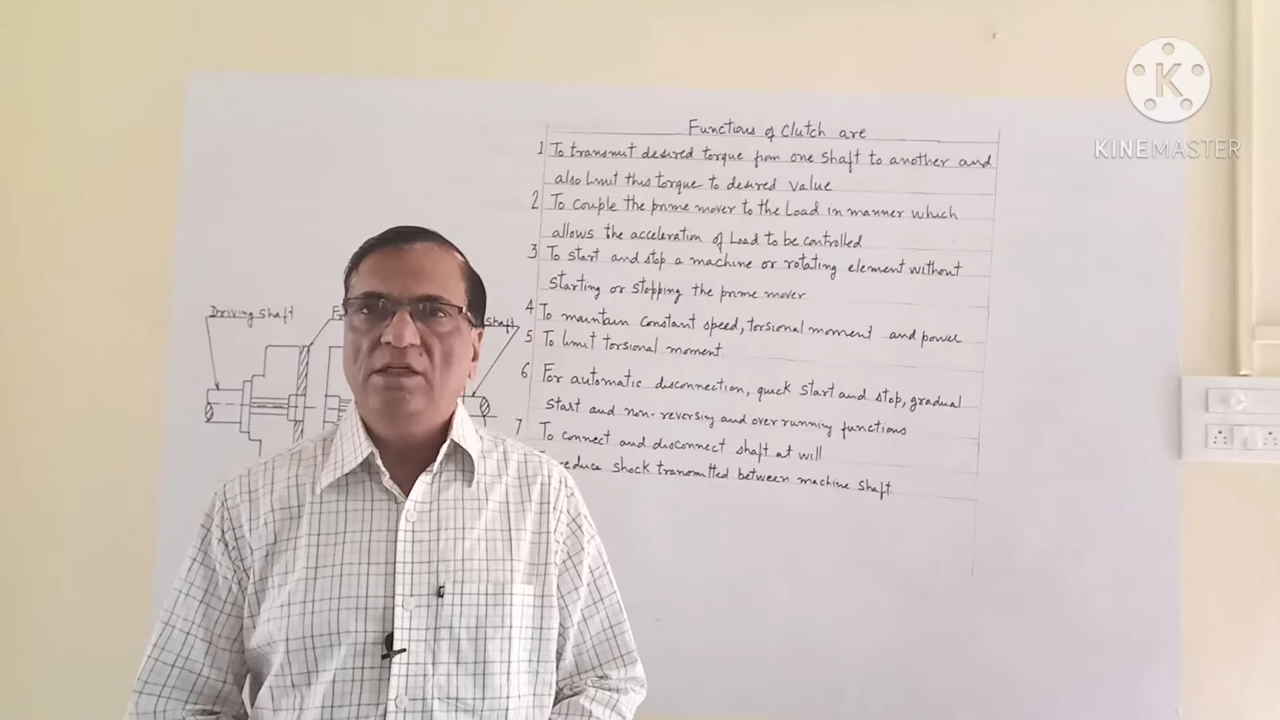 KINEMASTER
Functions of Clutch are
1 To transmit desired torque from one shaft to another and
also limit this torque to desired value
2 To couple the prime mover to the Load in manner which
allows the acceleration of Load to be controlled
3 To start and stop a machine or rotating element without
starting or stopping the prime mover
4 To maintain constant speed, torsional moment and power
5 To limit torsional moment
6 For automatic disconnection, quick start and stop, gradual
start and non-reversing and over running functions
7 To connect and disconnect shaft at will
reduce shock transmitted between machine shaft
Driving shaft
shaft